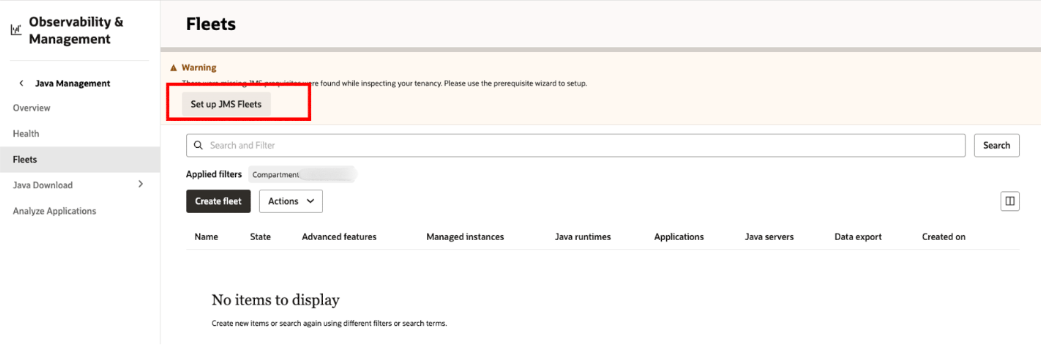 Observability &
Management
Fleets
Warning
There were missing JMS prequisites were found while inspecting your tenancy. Please use the prerequisite wizard to setup.
Set up JMS Fleets
Java Management
Overview
Health
Fleets
Java Download
Analyze Applications
Search and Filter
Search
Applied filters Compartment
Create fleet Actions
Name State Advanced features Managed instances Java runtimes Applications Java servers Data export Created on
No items to display
Create new items or search again using different filters or search terms.